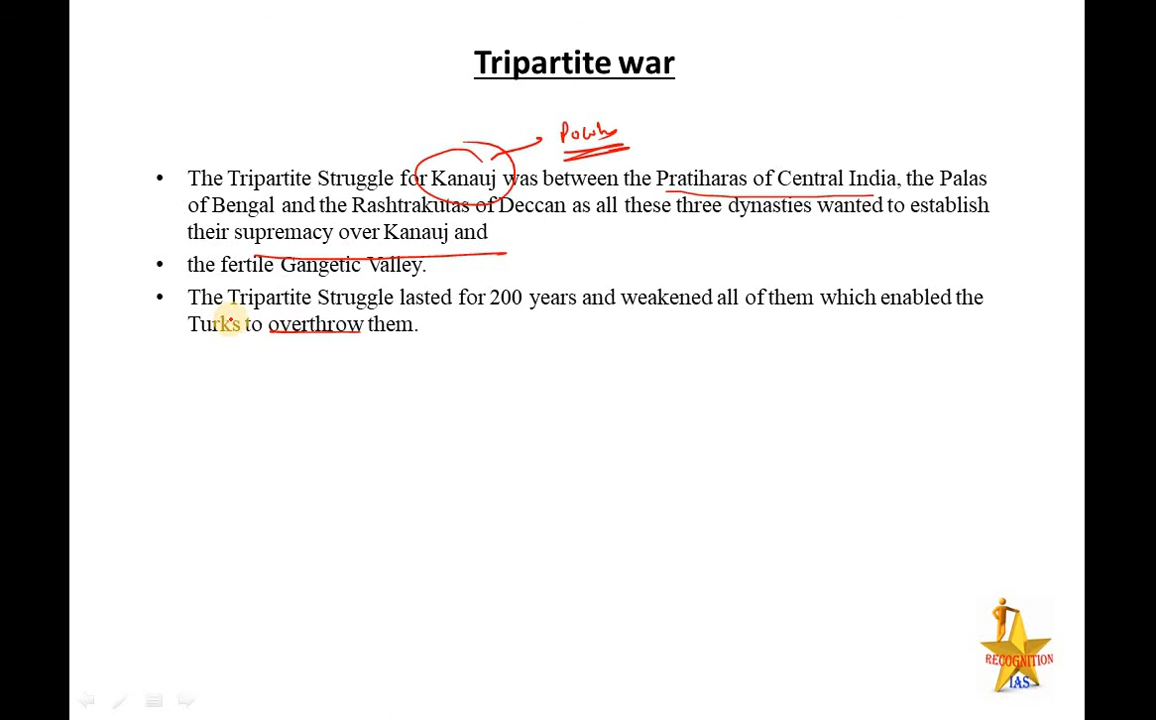 Tripartite war
Power
• The Tripartite Struggle for Kanauj was between the Pratiharas of Central India, the Palas
of Bengal and the Rashtrakutas of Deccan as all these three dynasties wanted to establish
their supremacy over Kanauj and
• the fertile Gangetic Valley.
• The Tripartite Struggle lasted for 200 years and weakened all of them which enabled the
Turks to overthrow them.
RECOGNITION
IAS